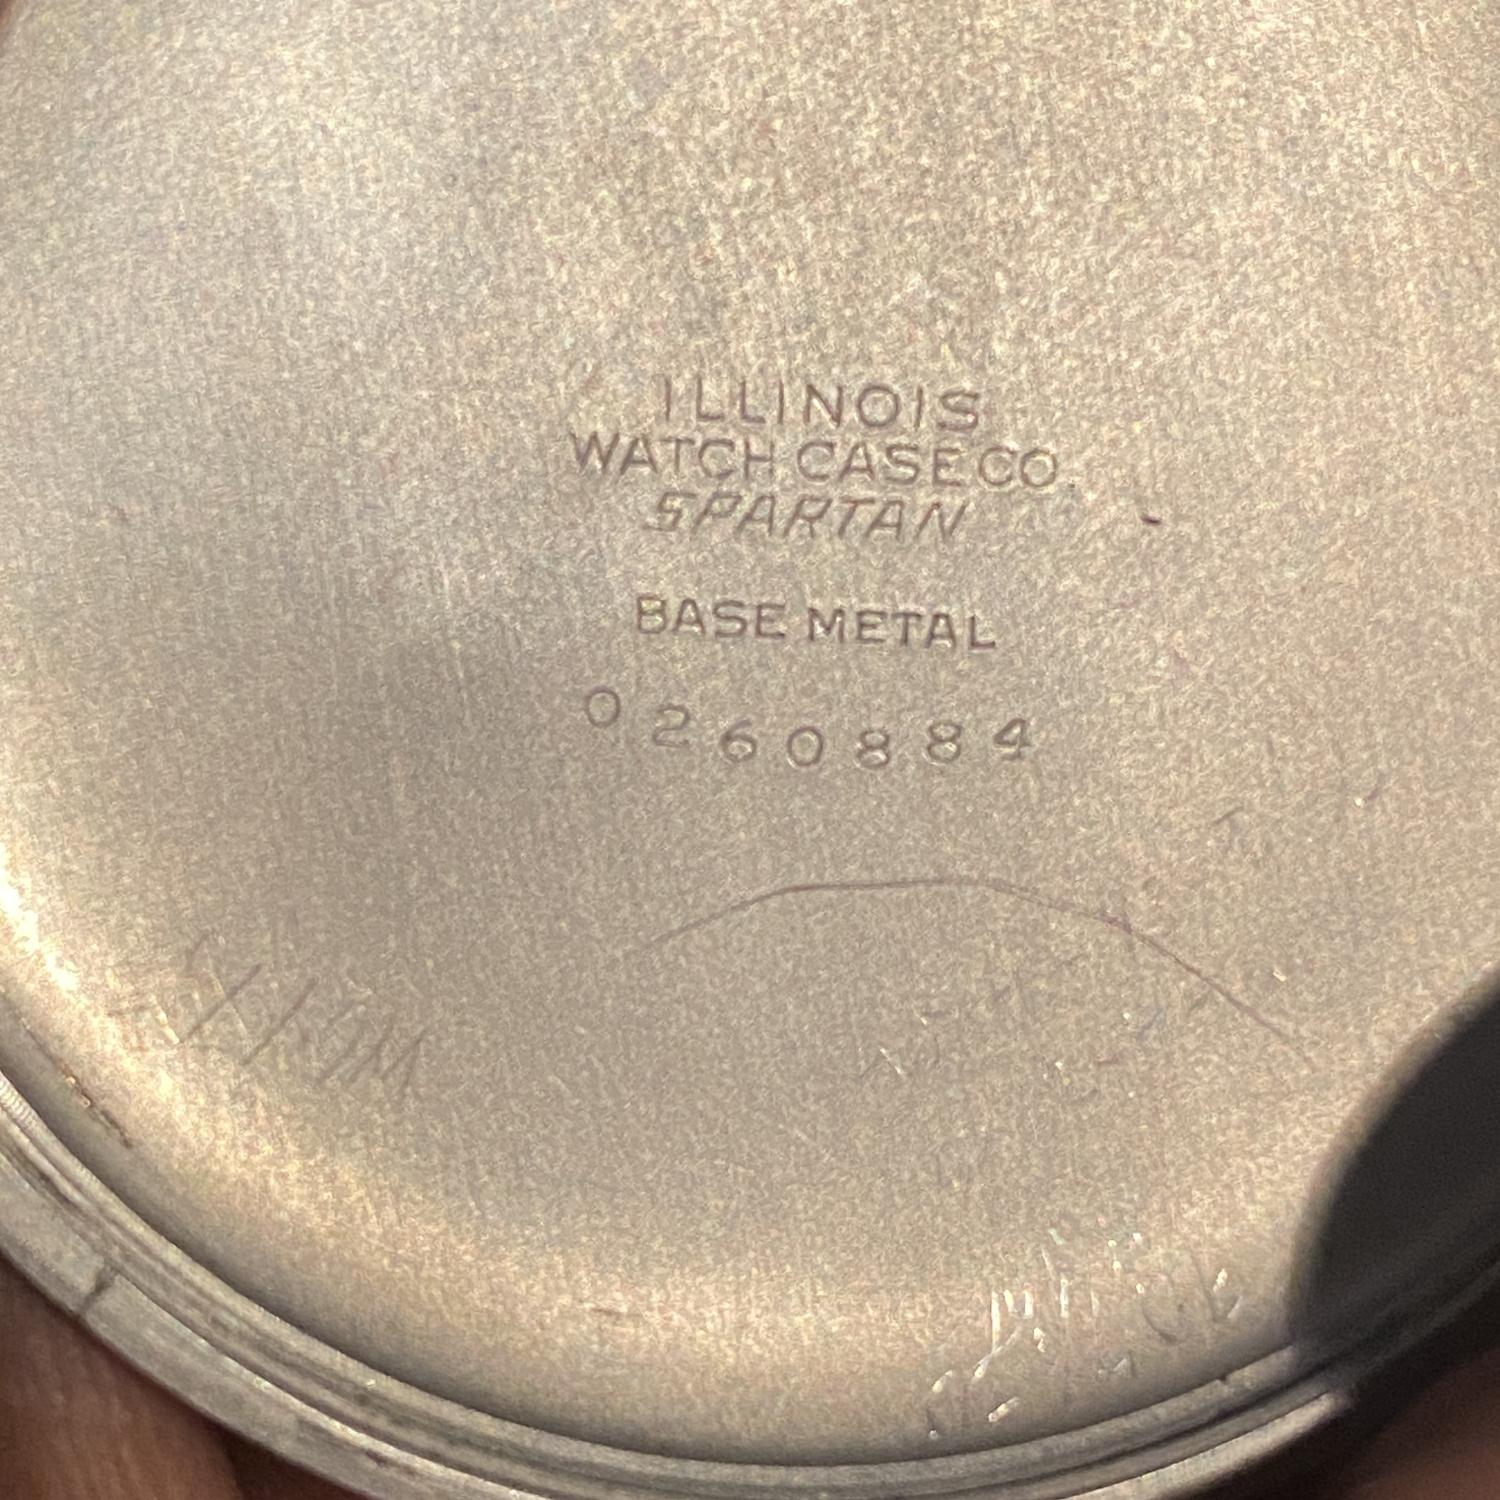 ILLINOIS
WATCH CASE CO.
SPARTAN
BASE METAL
0260884